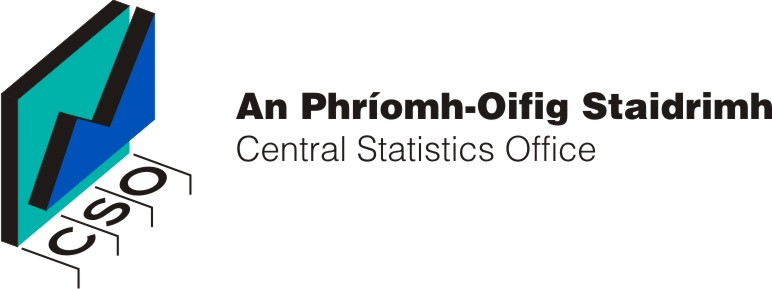 An Phríomh-Oifig Staidrimh
Central Statistics Office
CSO